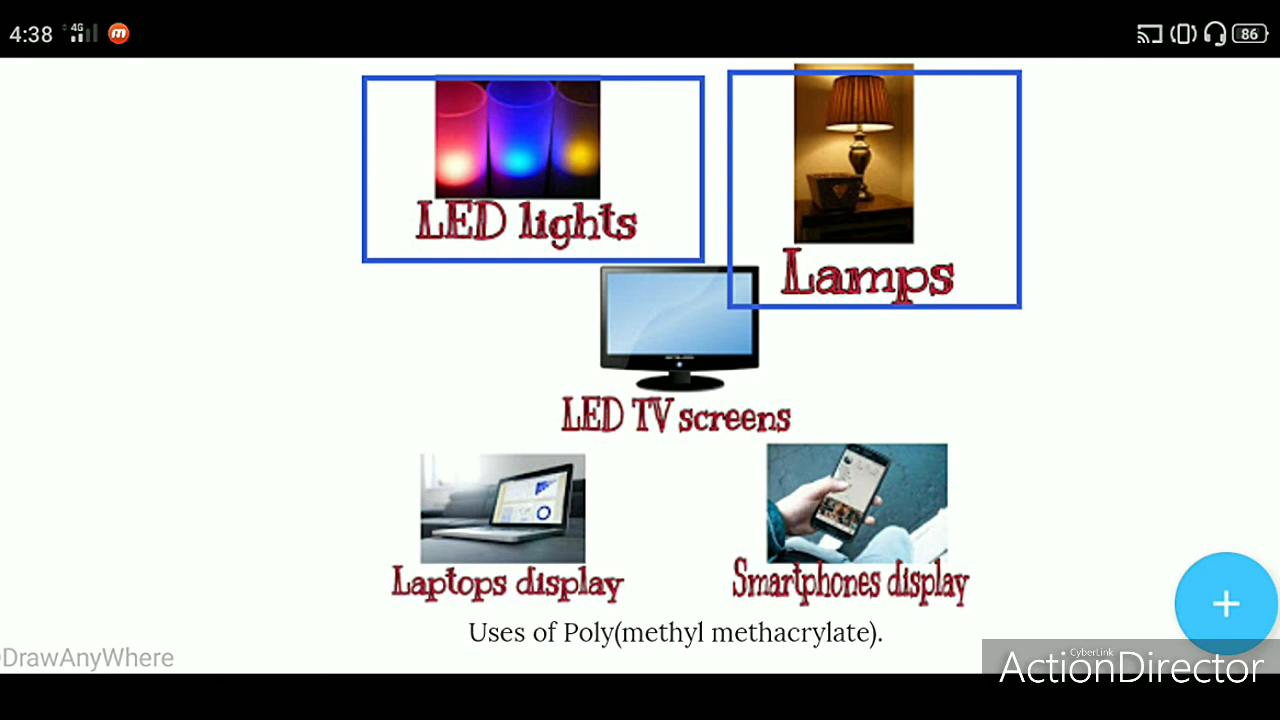 4:38 4G 86
LED lights
Lamps
LED TV screens
Laptops display
Smartphones display
Uses of Poly(methyl methacrylate).
DrawAnyWhere
CyberLink
ActionDirector